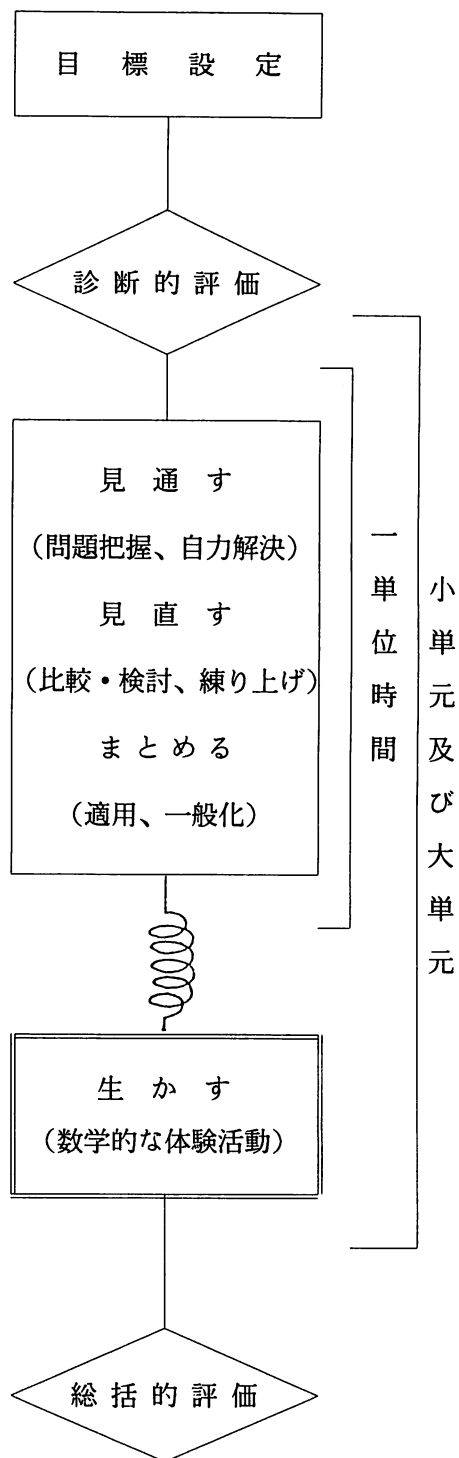 目標設定
診断的評価
見通す
(問題把握、自力解決)
見直す
(比較・検討、練り上げ)
まとめる
(適用、一般化)
一単位時間
小単元及び大単元
生かす
(数学的な体験活動)
総括的評価